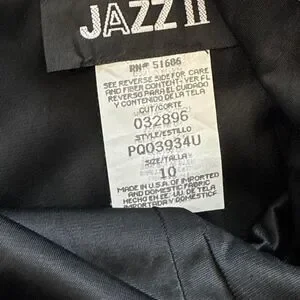 JAZZ II
RN# 51686
SEE REVERSE SIDE FOR CARE
AND FIBER CONTENT-VER FL
REVERSO PARA EL CUIDADO
Y CONTENIDO DE LA TELA
CUT/CORTE
032896
STYLE/ESTILO
PQ03934U
SIZE/TALLA
10
MADE IN U.S.A. OF IMPORTED
AND DOMESTIC FABRIC
HECHO EN EE.UU. DE TELA
IMPORTADA Y DOMESTICA